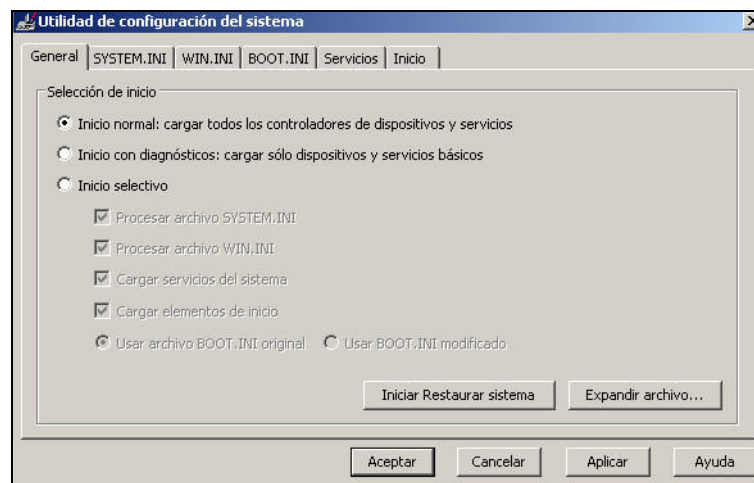 Utilidad de configuración del sistema
General SYSTEM.INI WIN.INI BOOT.INI Servicios Inicio
Selección de inicio
Inicio normal: cargar todos los controladores de dispositivos y servicios
Inicio con diagnósticos: cargar sólo dispositivos y servicios básicos
Inicio selectivo
Procesar archivo SYSTEM.INI
Procesar archivo WIN.INI
Cargar servicios del sistema
Cargar elementos de inicio
Usar archivo BOOT.INI original Usar BOOT.INI modificado
Iniciar Restaurar sistema Expandir archivo...
Aceptar Cancelar Aplicar Ayuda